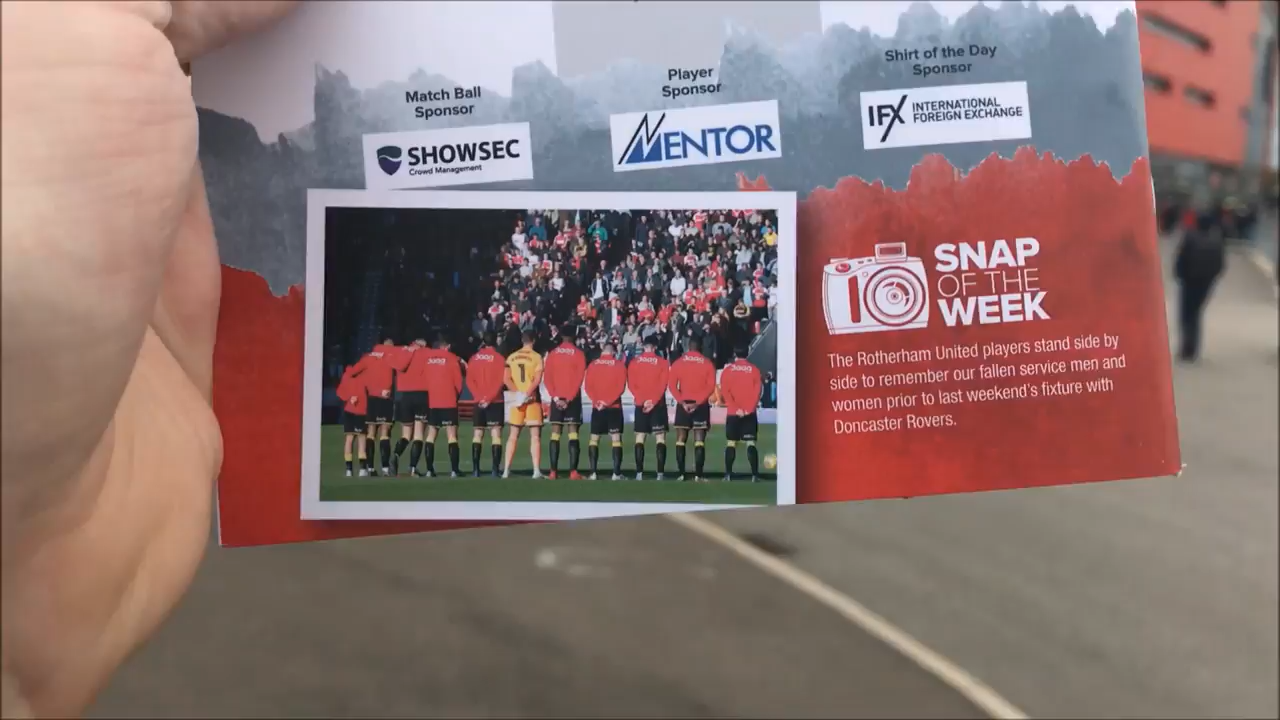 Match Ball
Sponsor
SHOWSEC
Crowd Management
Player
Sponsor
MENTOR
Shirt of the Day
Sponsor
IFX INTERNATIONAL
FOREIGN EXCHANGE
SNAP
OF THE
WEEK
The Rotherham United players stand side by
side to remember our fallen service men and
women prior to last weekend's fixture with
Doncaster Rovers.
1